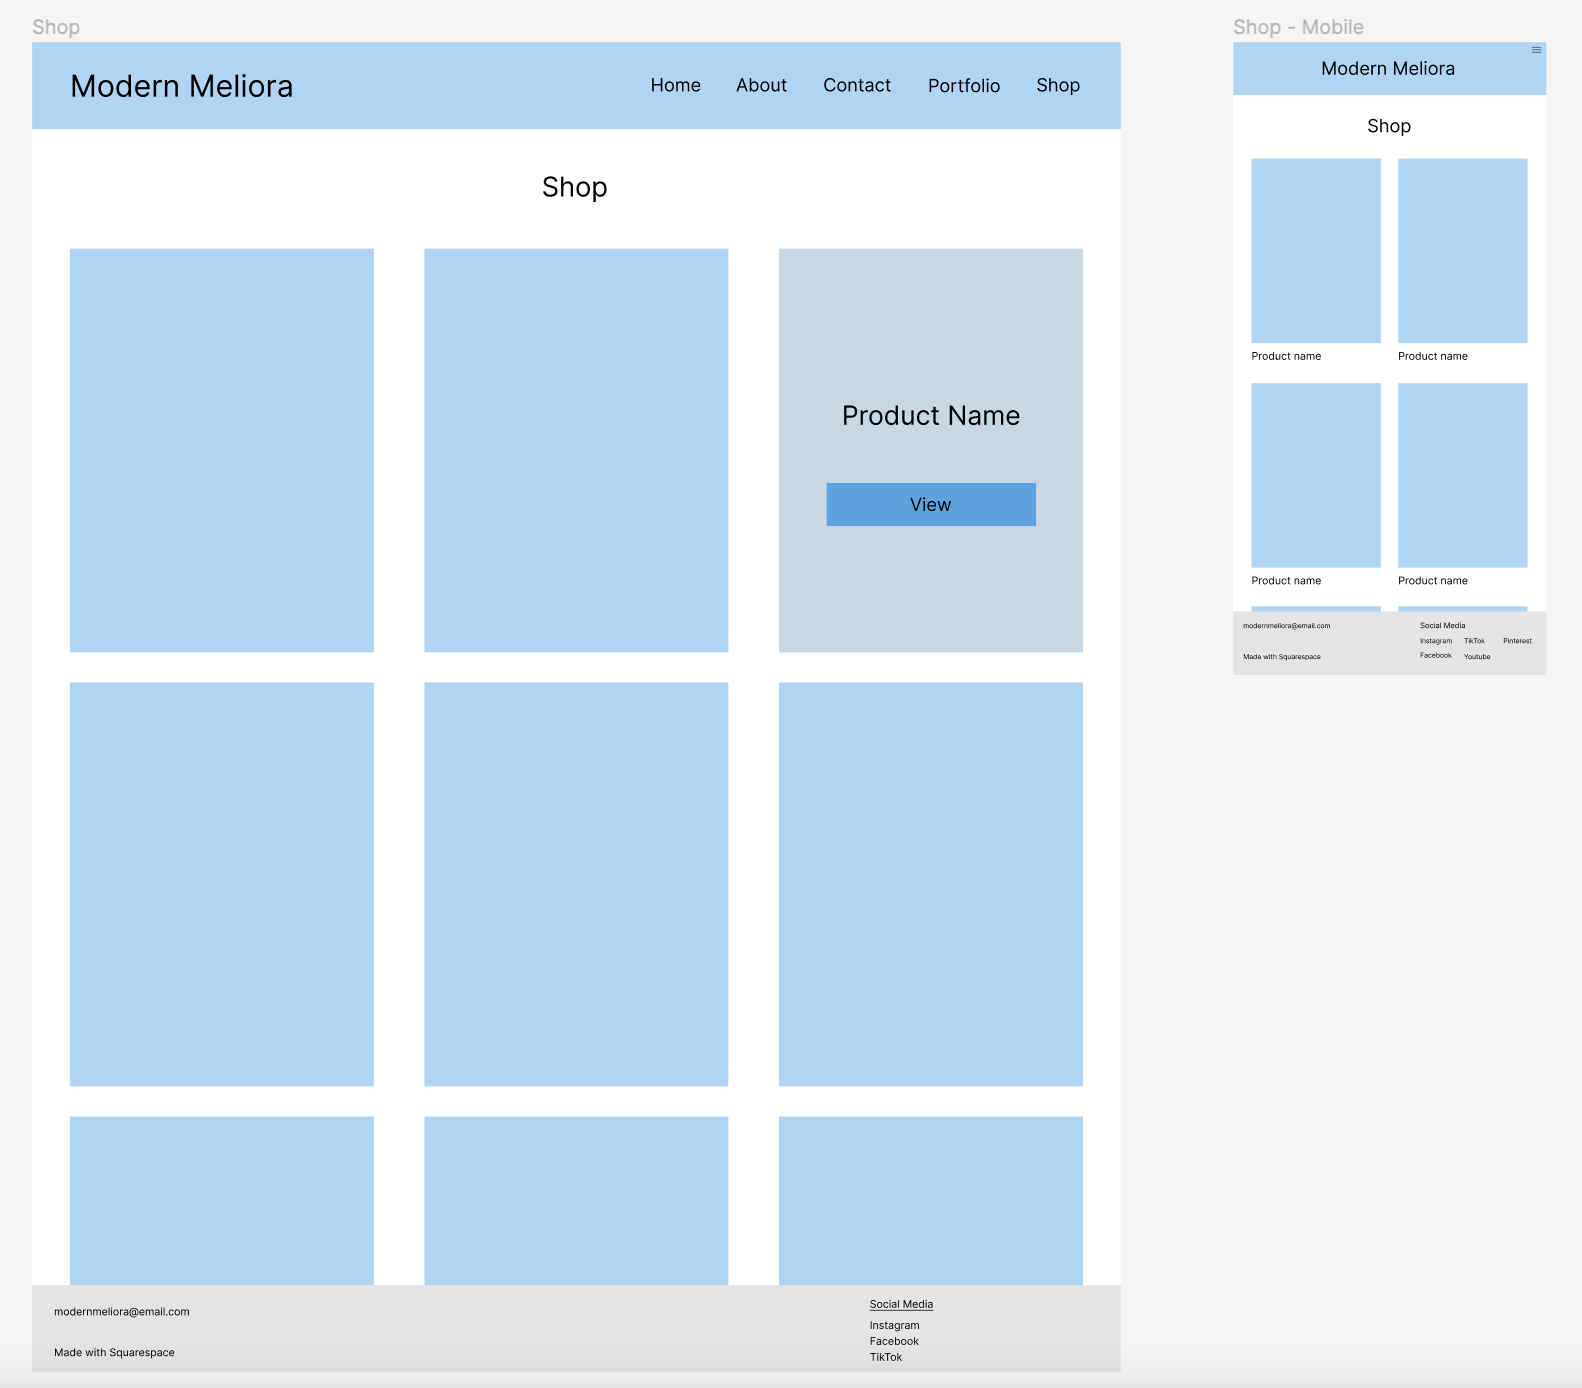 Shop
Modern Meliora
Home About Contact Portfolio Shop
Shop
Product Name
View
modernmeliora@email.com
Made with Squarespace
Social Media
Instagram
Facebook
TikTok
Shop - Mobile
Modern Meliora
Shop
Product name Product name
Product name Product name
modernmeliora@email.com
Made with Squarespace
Social Media
Instagram TikTok Pinterest
Facebook Youtube